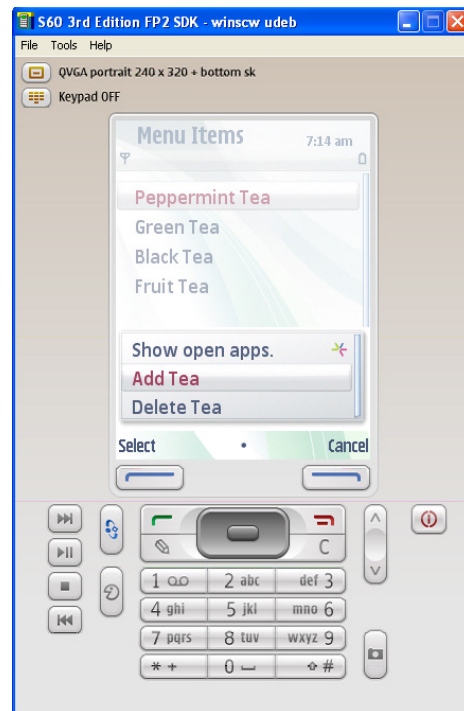 S60 3rd Edition FP2 SDK - winscw udeb
File Tools Help
QVGA portrait 240 x 320 + bottom sk
Keypad OFF
Menu Items
7:14 am
Peppermint Tea
Green Tea
Black Tea
Fruit Tea
Show open apps.
Add Tea
Delete Tea
Select Cancel
C
1 2 abc def 3
4 ghi 5 jkl mno 6
7 pqrs 8 tuv wxyz 9
* + 0 #